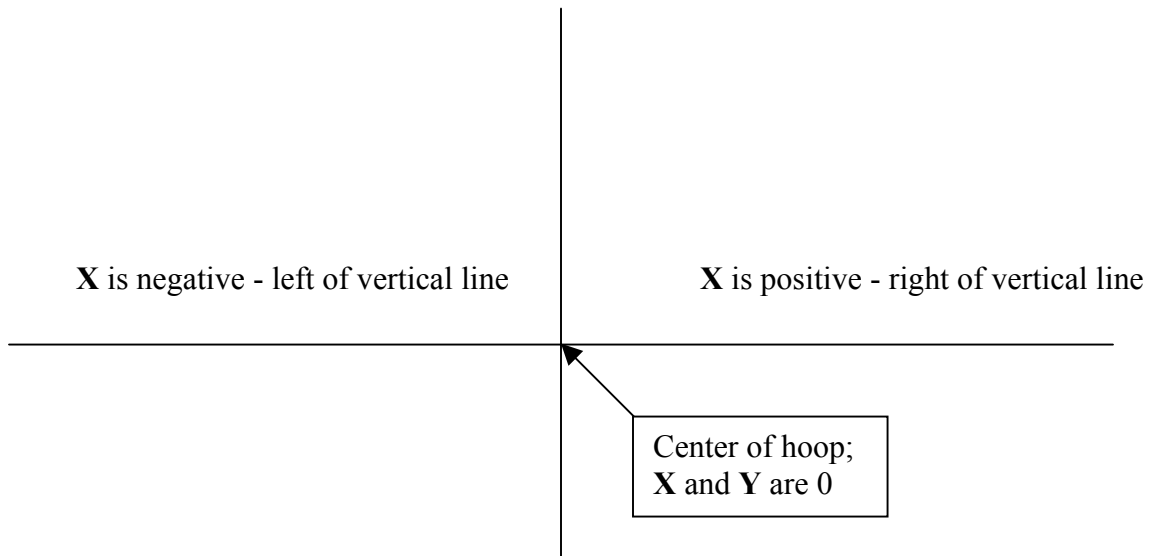 X is negative - left of vertical line
X is positive - right of vertical line
Center of hoop;
X and Y are 0